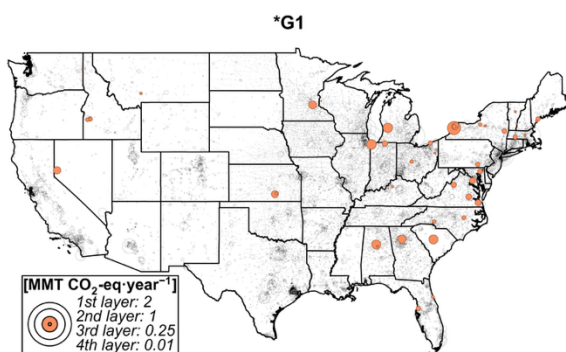 *G1
[MMT CO₂-eq·year⁻¹]
1st layer: 2
2nd layer: 1
3rd layer: 0.25
4th layer: 0.01